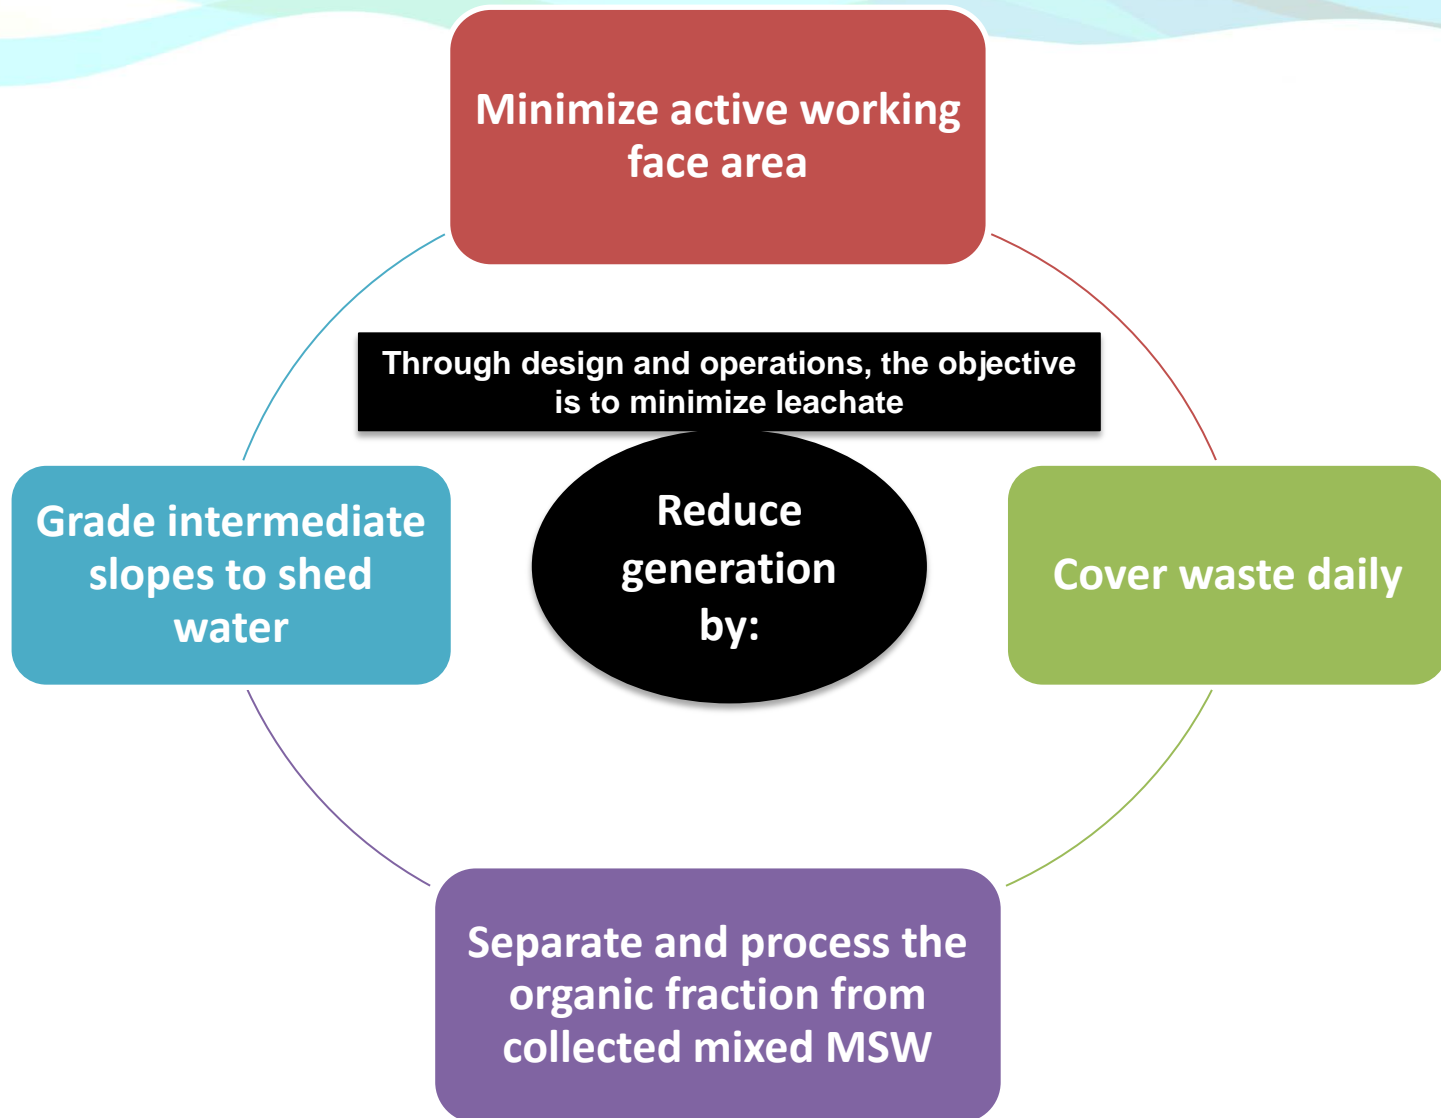 Minimize active working
face area
Through design and operations, the objective
is to minimize leachate
Reduce
generation
by:
Grade intermediate
slopes to shed
water
Cover waste daily
Separate and process the
organic fraction from
collected mixed MSW